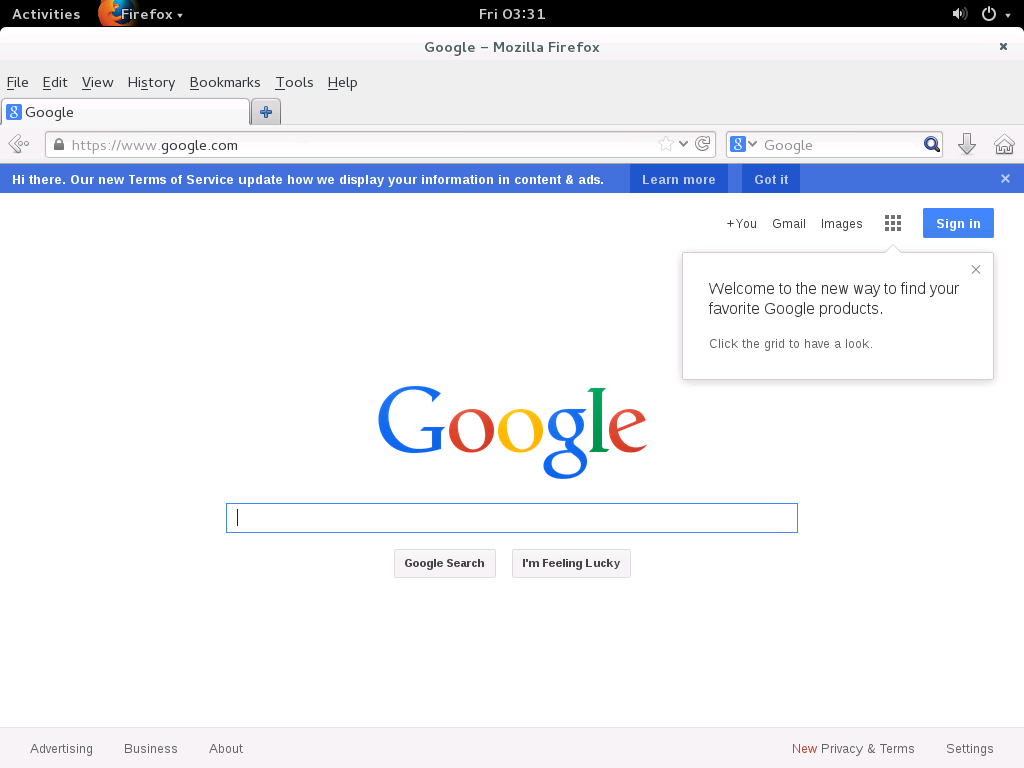 Activities Firefox Fri 03:31
Google – Mozilla Firefox
File Edit View History Bookmarks Tools Help
Google
https://www.google.com Google
Hi there. Our new Terms of Service update how we display your information in content & ads. Learn more Got it
+You Gmail Images Sign in
Welcome to the new way to find your
favorite Google products.
Click the grid to have a look.
Google
Google Search I'm Feeling Lucky
Advertising Business About New Privacy & Terms Settings